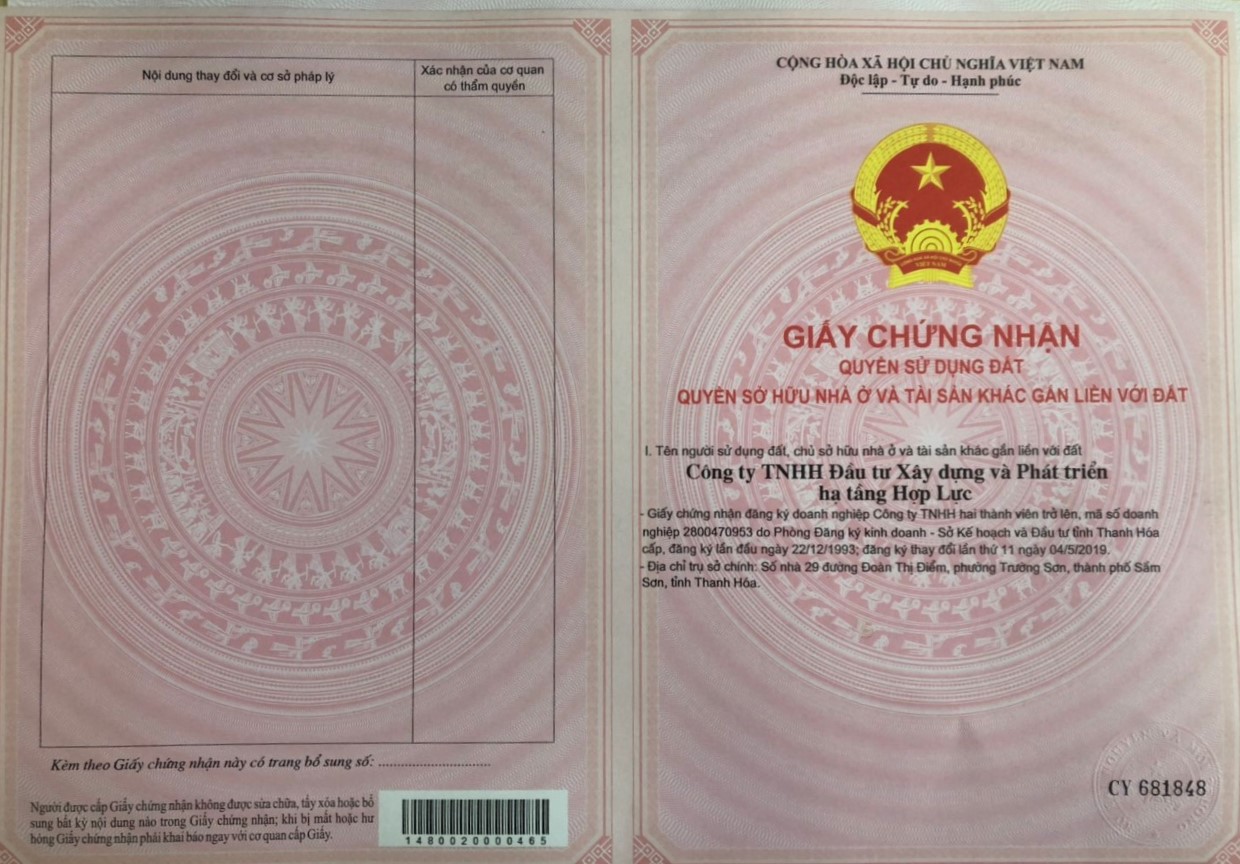 Nội dung thay đổi và cơ sở pháp lý
Xác nhận của cơ quan
có thẩm quyền
Kèm theo Giấy chứng nhận này có trang bổ sung số: ..............................
Người được cấp Giấy chứng nhận không được sửa chữa, tẩy xóa hoặc bổ
sung bất kỳ nội dung nào trong Giấy chứng nhận; khi bị mất hoặc hư
hỏng Giấy chứng nhận phải khai báo ngay với cơ quan cấp Giấy.
1480020000465
CỘNG HÒA XÃ HỘI CHỦ NGHĨA VIỆT NAM
Độc lập - Tự do - Hạnh phúc
VIỆT NAM
GIẤY CHỨNG NHẬN
QUYỀN SỬ DỤNG ĐẤT
QUYỀN SỞ HỮU NHÀ Ở VÀ TÀI SẢN KHÁC GẮN LIỀN VỚI ĐẤT
I. Tên người sử dụng đất, chủ sở hữu nhà ở và tài sản khác gắn liền với đất
Công ty TNHH Đầu tư Xây dựng và Phát triển
hạ tầng Hợp Lực
- Giấy chứng nhận đăng ký doanh nghiệp Công ty TNHH hai thành viên trở lên, mã số doanh
nghiệp 2800470953 do Phòng Đăng ký kinh doanh - Sở Kế hoạch và Đầu tư tỉnh Thanh Hóa
cấp, đăng ký lần đầu ngày 22/12/1993; đăng ký thay đổi lần thứ 11 ngày 04/5/2019.
- Địa chỉ trụ sở chính: Số nhà 29 đường Đoàn Thị Điểm, phường Trường Sơn, thành phố Sầm
Sơn, tỉnh Thanh Hóa.
CY 681848